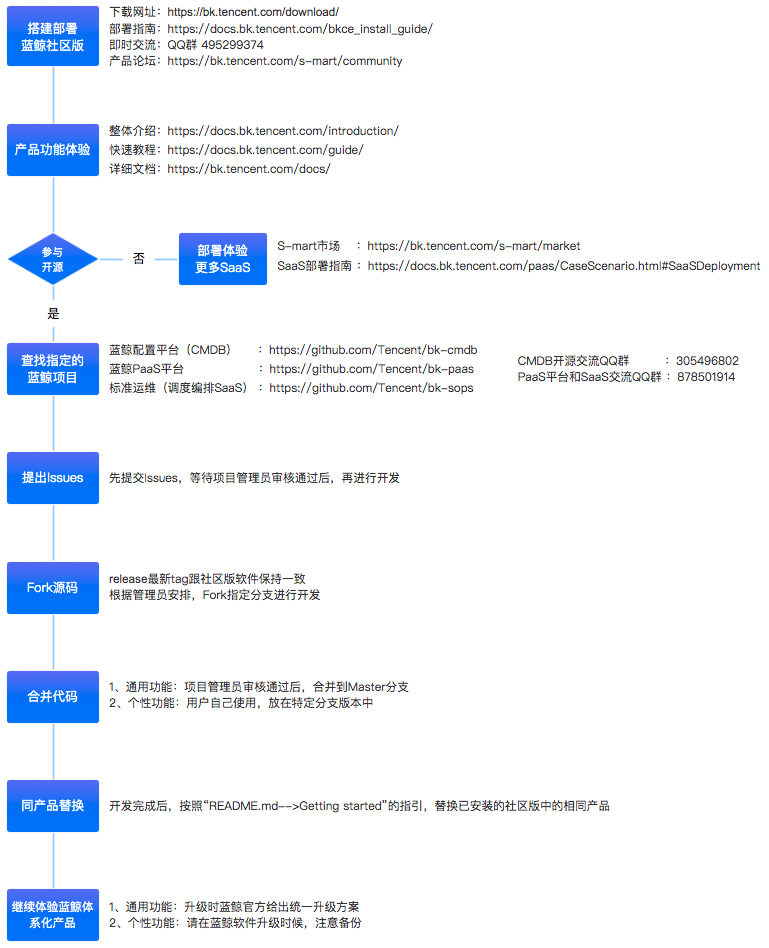 搭建部署
蓝鲸社区版
下载网址：https://bk.tencent.com/download/
部署指南：https://docs.bk.tencent.com/bkce_install_guide/
即时交流：QQ群 495299374
产品论坛：https://bk.tencent.com/s-mart/community
产品功能体验
整体介绍：https://docs.bk.tencent.com/introduction/
快速教程：https://docs.bk.tencent.com/guide/
详细文档：https://bk.tencent.com/docs/
参与
开源
否
部署体验
更多SaaS
S-mart市场 ：https://bk.tencent.com/s-mart/market
SaaS部署指南：https://docs.bk.tencent.com/paas/CaseScenario.html#SaaSDeployment
是
查找指定的
蓝鲸项目
蓝鲸配置平台（CMDB） ：https://github.com/Tencent/bk-cmdb
蓝鲸PaaS平台 ：https://github.com/Tencent/bk-paas
标准运维（调度编排SaaS）：https://github.com/Tencent/bk-sops
CMDB开源交流QQ群 ：305496802
PaaS平台和SaaS交流QQ群：878501914
提出Issues
先提交Issues，等待项目管理员审核通过后，再进行开发
Fork源码
release最新tag跟社区版软件保持一致
根据管理员安排，Fork指定分支进行开发
合并代码
1、通用功能：项目管理员审核通过后，合并到Master分支
2、个性功能：用户自己使用，放在特定分支版本中
同产品替换
开发完成后，按照“README.md-->Getting started”的指引，替换已安装的社区版中的相同产品
继续体验蓝鲸体
系化产品
1、通用功能：升级时蓝鲸官方给出统一升级方案
2、个性功能：请在蓝鲸软件升级时候，注意备份